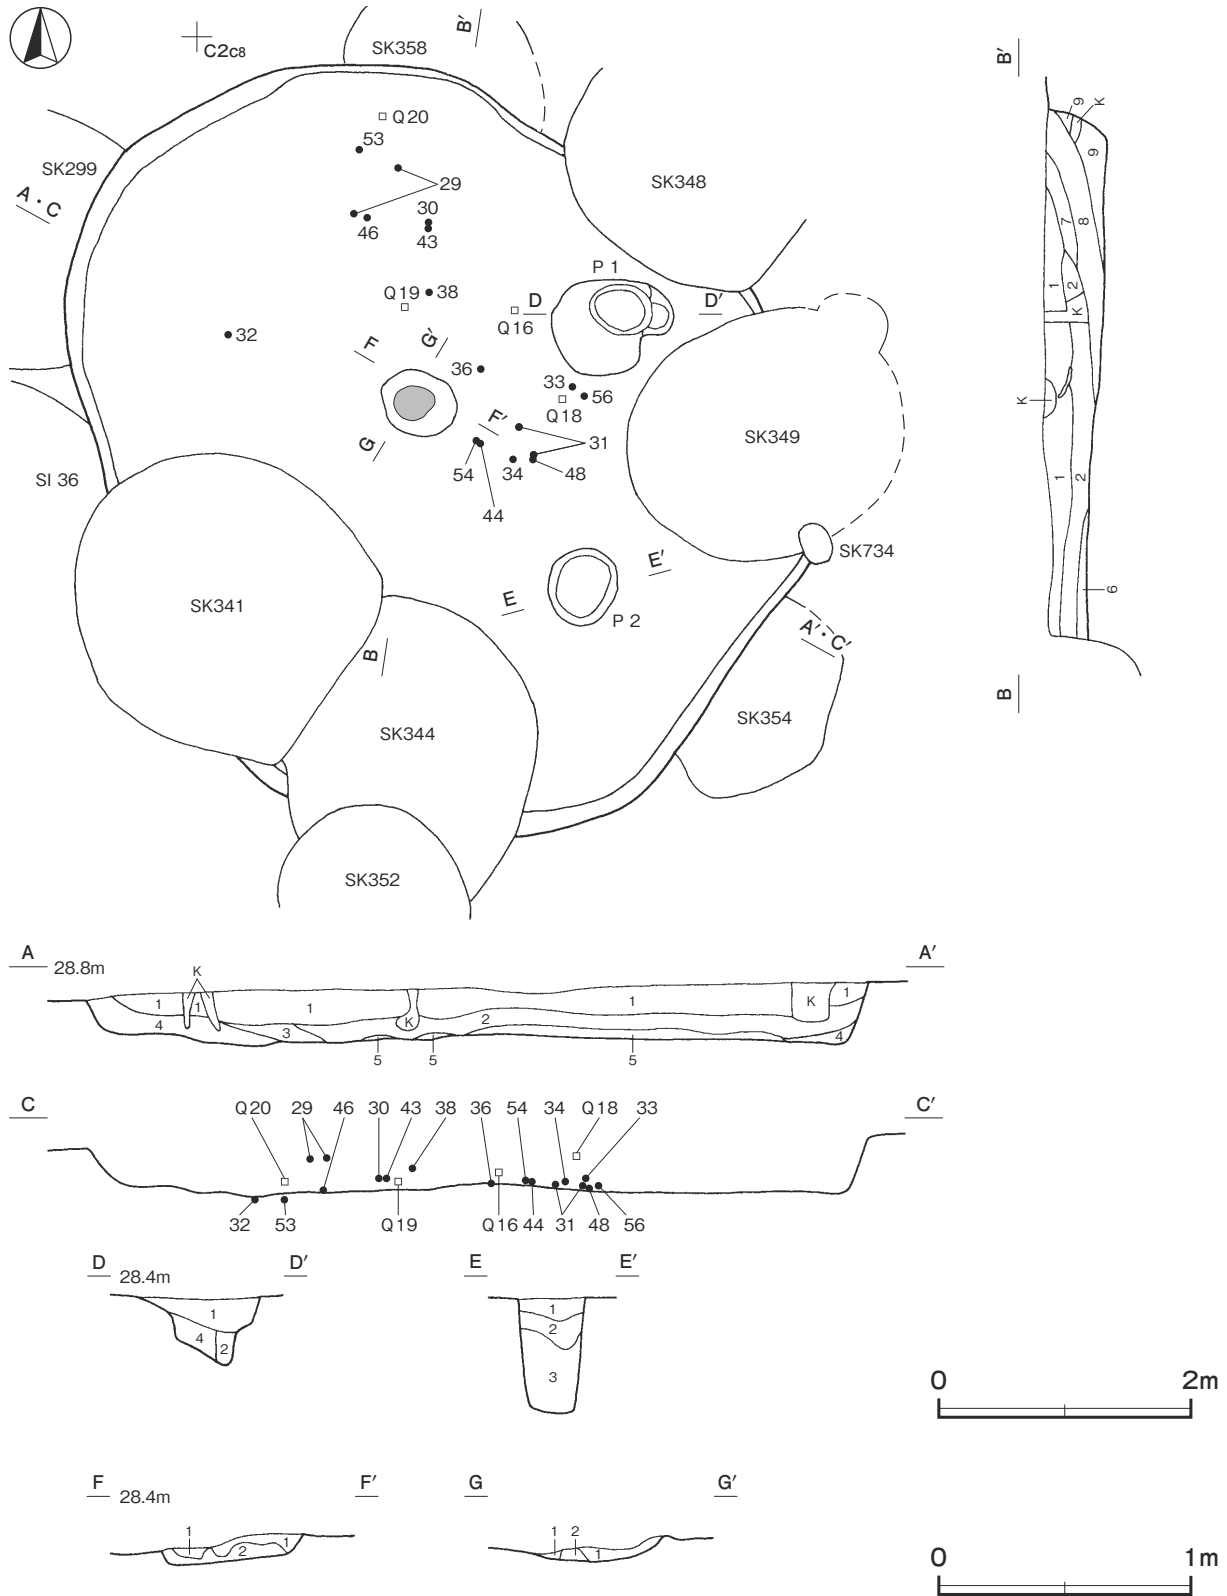 B′
SK358
C2c8
B′
Q20
9 K
53
9
SK299
SK348
A・C
29
30
46
43
7 8
P 1
Q19
38
D
D′
1 2
Q16
K
32
F
G′
36
33
56
Q18
K
F′
SK349
G
31
54
34
48
SI 36
1 2
44
SK734
E′
E
6
SK341
P 2
A′・C′
B
B
SK354
SK344
SK352
A
28.8m
K
A′
1 1 1 1 K 1
4 3 K 2 4
5 5 5
C
Q20 29 46 30 43 38 36 54 34 Q18 33
C′
32 53 Q19 Q16 44 31 48 56
D
28.4m
D′
E
E′
1
4 2
1
2
3
0 2m
F
28.4m
F′
G
G′
1 2 1
1 2 1
0 1m